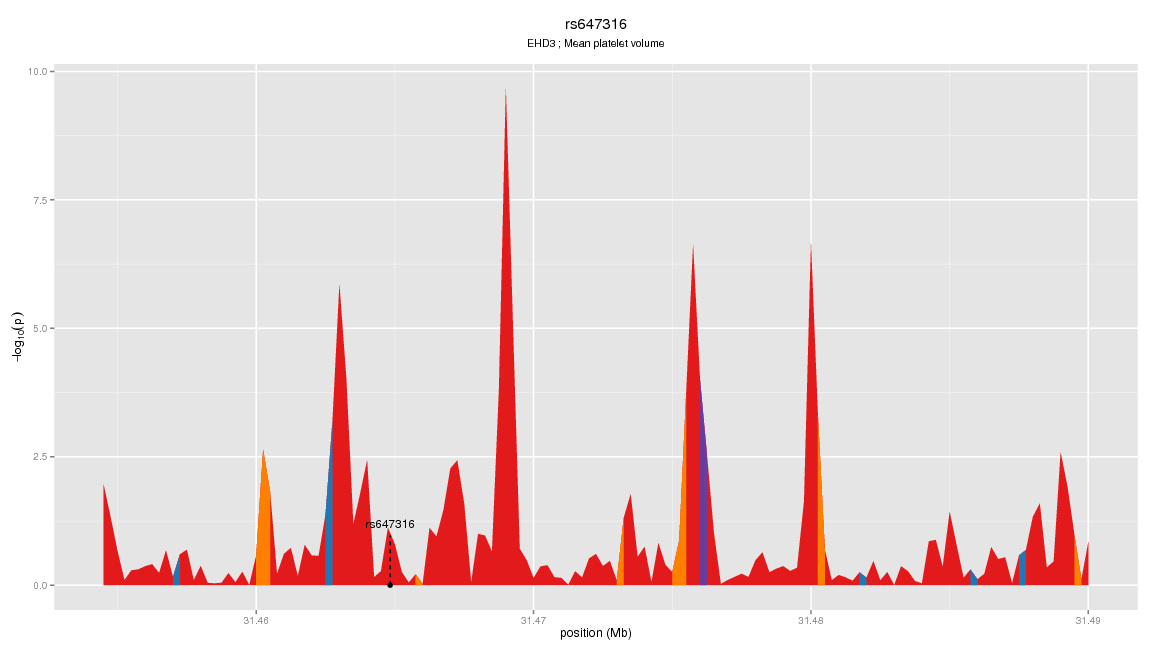 rs647316
EHD3 ; Mean platelet volume
10.0
7.5
5.0
2.5
0.0
−log10(p)
rs647316
31.46
31.47
31.48
31.49
position (Mb)